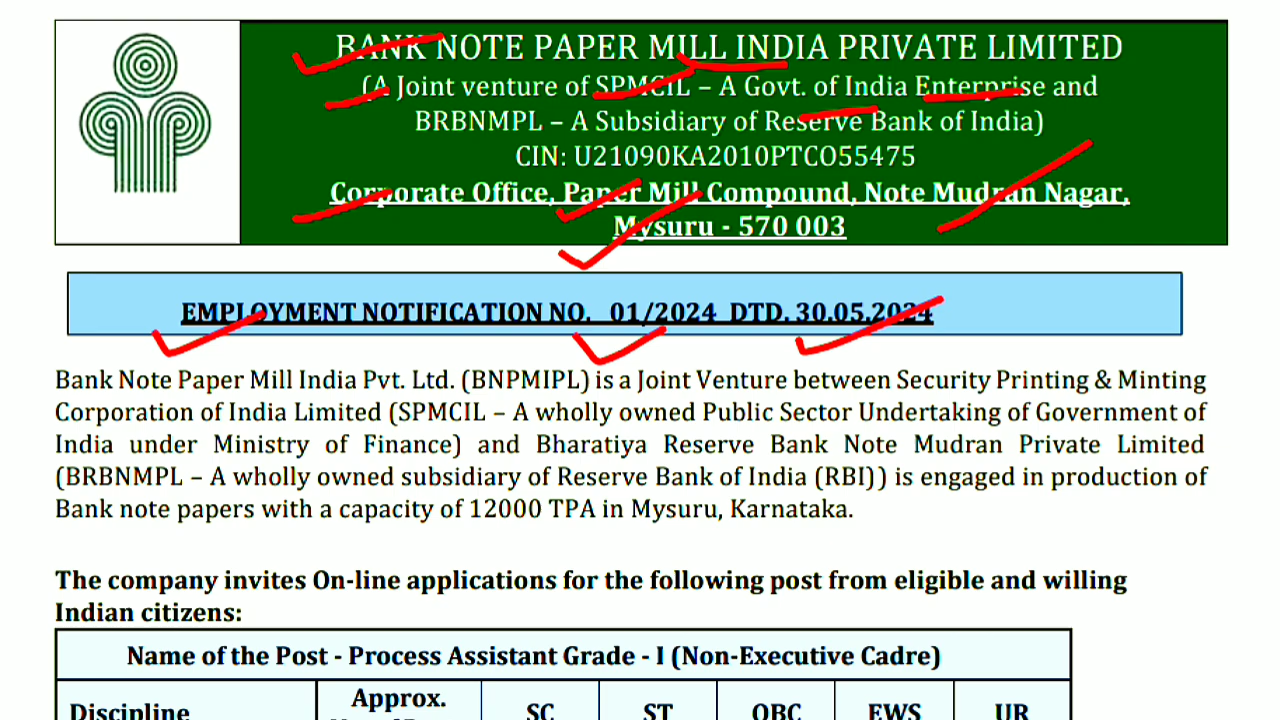 BANK NOTE PAPER MILL INDIA PRIVATE LIMITED
(A Joint venture of SPMCIL – A Govt. of India Enterprise and
BRBNMPL – A Subsidiary of Reserve Bank of India)
CIN: U21090KA2010PTCO55475
Corporate Office, Paper Mill Compound, Note Mudran Nagar,
Mysuru - 570 003
EMPLOYMENT NOTIFICATION NO. 01/2024 DTD. 30.05.2024
Bank Note Paper Mill India Pvt. Ltd. (BNPMIPL) is a Joint Venture between Security Printing & Minting
Corporation of India Limited (SPMCIL – A wholly owned Public Sector Undertaking of Government of
India under Ministry of Finance) and Bharatiya Reserve Bank Note Mudran Private Limited
(BRBNMPL – A wholly owned subsidiary of Reserve Bank of India (RBI)) is engaged in production of
Bank note papers with a capacity of 12000 TPA in Mysuru, Karnataka.
The company invites On-line applications for the following post from eligible and willing
Indian citizens:
Name of the Post - Process Assistant Grade - I (Non-Executive Cadre)
Approx.
Discipline SC ST OBC EWS UR